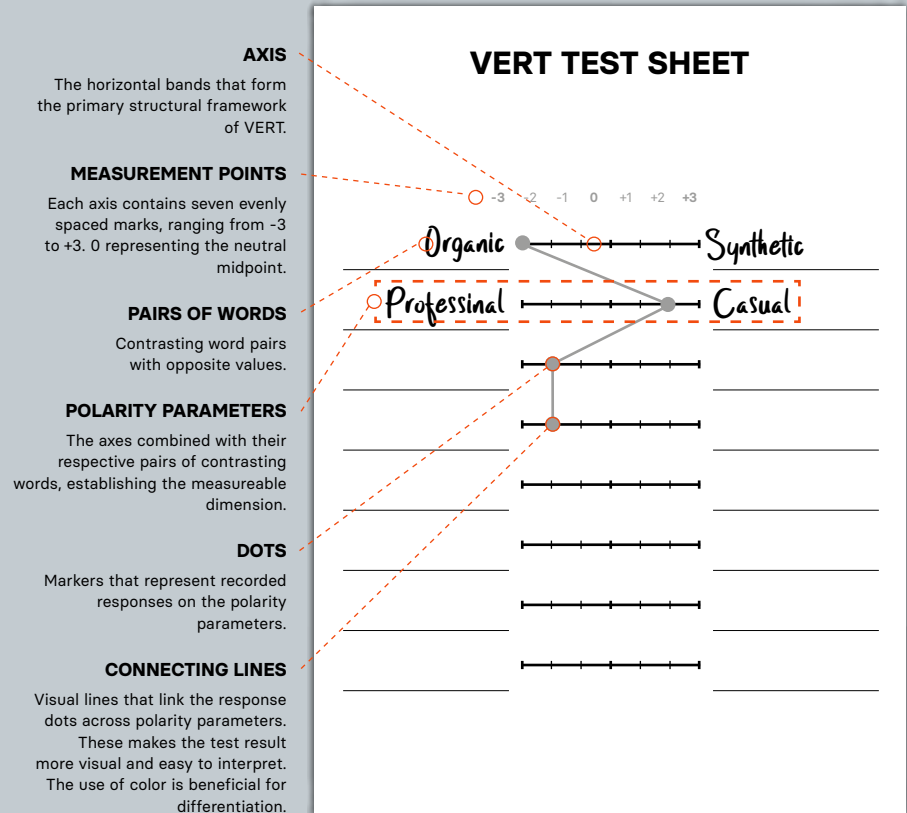 AXIS
The horizontal bands that form
the primary structural framework
of VERT.
MEASUREMENT POINTS
Each axis contains seven evenly
spaced marks, ranging from -3
to +3. 0 representing the neutral
midpoint.
PAIRS OF WORDS
Contrasting word pairs
with opposite values.
POLARITY PARAMETERS
The axes combined with their
respective pairs of contrasting
words, establishing the measureable
dimension.
DOTS
Markers that represent recorded
responses on the polarity
parameters.
CONNECTING LINES
Visual lines that link the response
dots across polarity parameters.
These makes the test result
more visual and easy to interpret.
The use of color is beneficial for
differentiation.
VERT TEST SHEET
-3 -2 -1 0 +1 +2 +3
Organic Synthetic
Professinal Casual